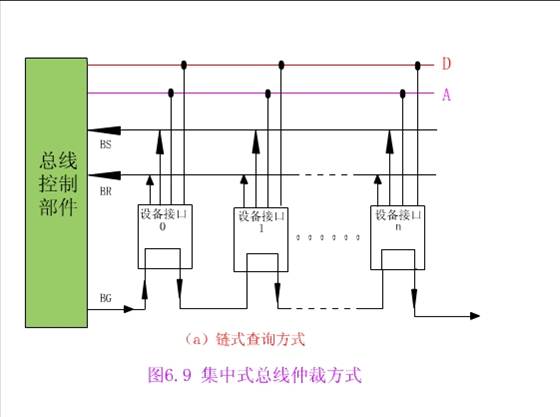 D
A
BS
总线
控制
部件
BR
设备接口
0
设备接口
1
设备接口
n
BG
（a）链式查询方式
图6.9 集中式总线仲裁方式